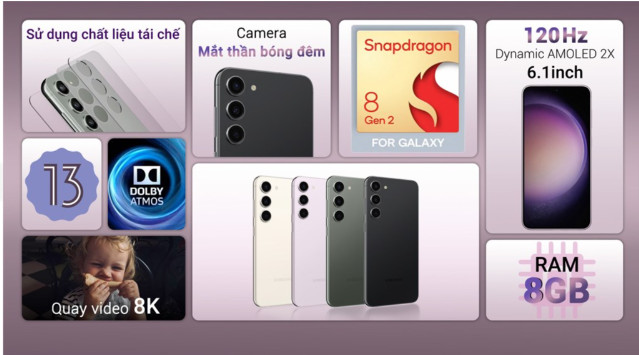 Sử dụng chất liệu tái chế
Camera
Mắt thần bóng đêm
Snapdragon
8
Gen 2
FOR GALAXY
120Hz
Dynamic AMOLED 2X
6.1inch
13
DOLBY
ATMOS
Quay video 8K
RAM
8GB